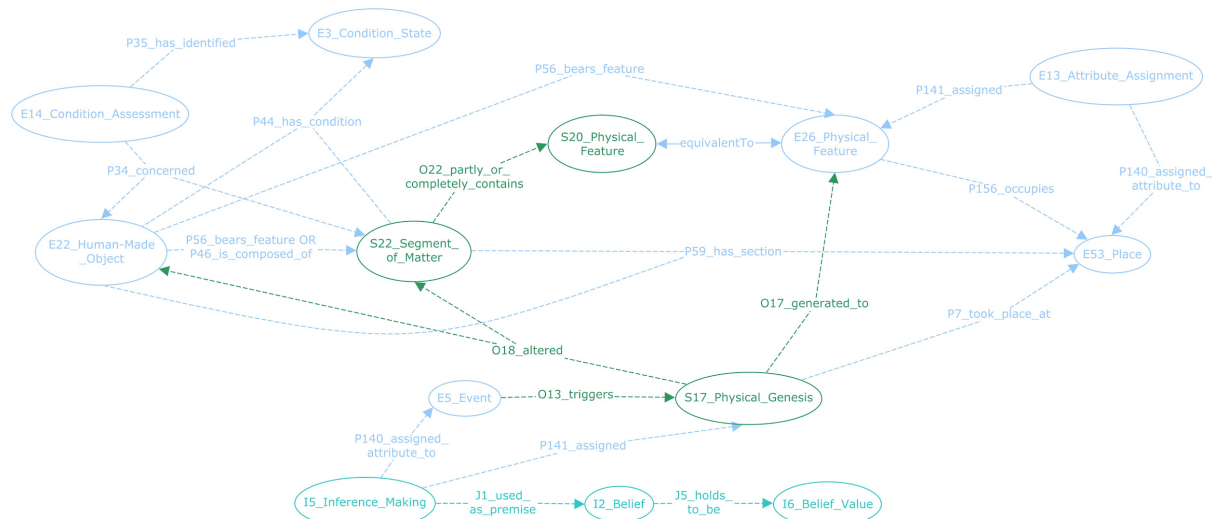 E3_Condition_State
P35_has_identified
P56_bears_feature
E13_Attribute_Assignment
P141_assigned
E14_Condition_Assessment
P44_has_condition
S20_Physical_
Feature
equivalentTo
E26_Physical_
Feature
P34_concerned
O22_partly_or_
completely_contains
P140_assigned_
attribute_to
P156_occupies
E22_Human-Made
_Object
P56_bears_feature OR
P46_is_composed_of
S22_Segment_
of_Matter
P59_has_section
E53_Place
O17_generated_to
P7_took_place_at
O18_altered
E5_Event
O13_triggers
S17_Physical_Genesis
P140_assigned_
attribute_to
P141_assigned
I5_Inference_Making
J1_used_
as_premise
I2_Belief
J5_holds_
to_be
I6_Belief_Value